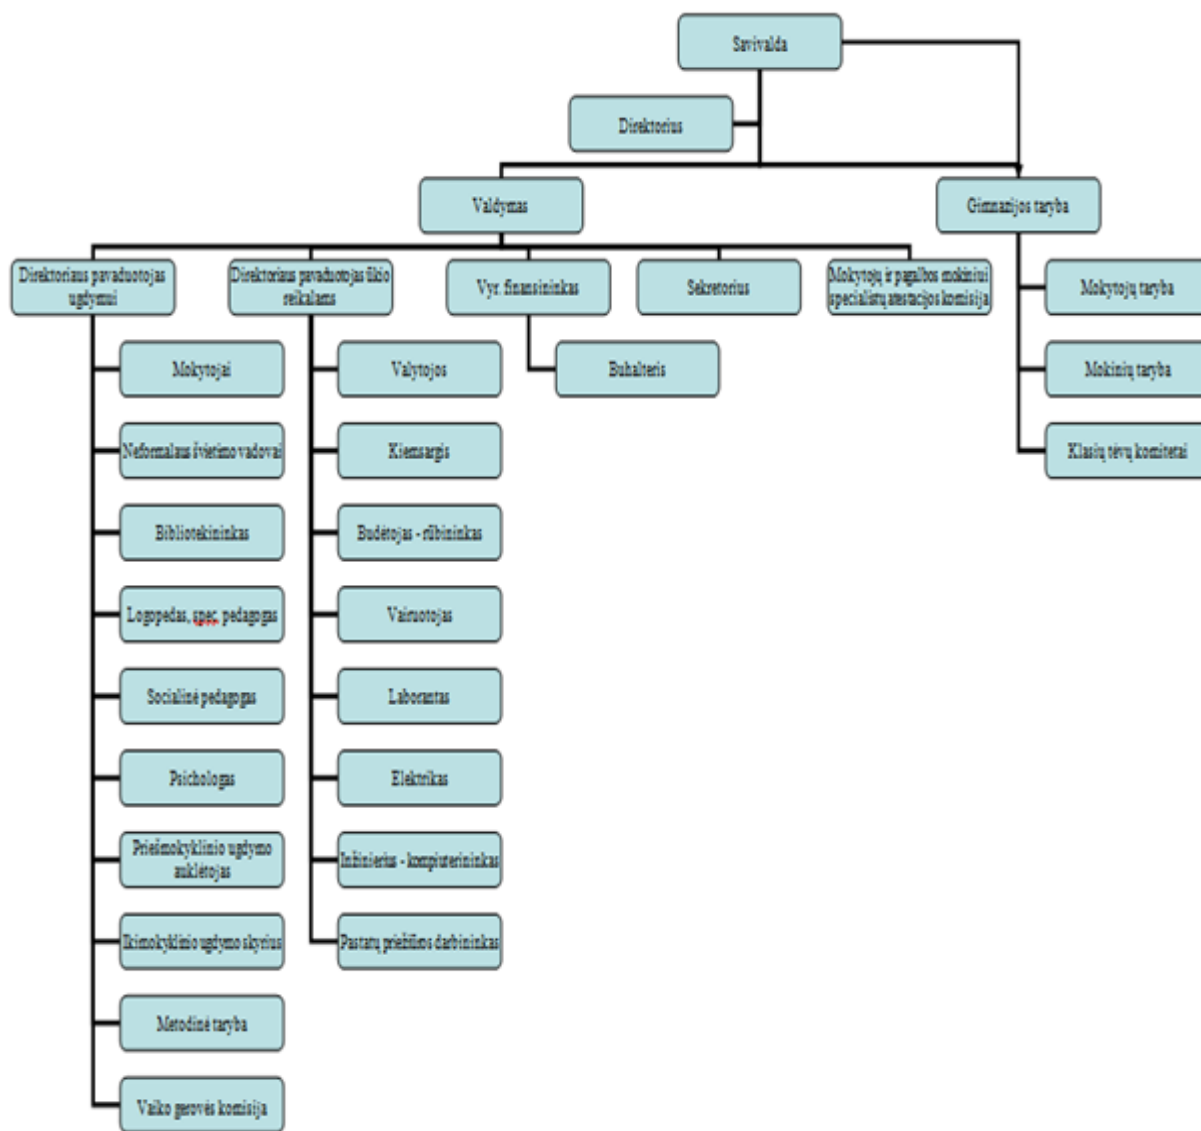 Savivalda
Direktorius
Valdymas
Gimnazijos taryba
Direktoriaus pavaduotojas
ugdymui
Direktoriaus pavaduotojas ūkio
reikalams
Vyr. finansininkas
Sekretorius
Mokytojų ir pagalbos mokiniui
specialistų atestacijos komisija
Mokytojų taryba
Mokinių taryba
Klasių tėvų komitetai
Mokytojai
Neformalaus švietimo vadovai
Bibliotekininkas
Logopedas, spec. pedagogas
Socialinė pedagogas
Psichologas
Priešmokyklinio ugdymo
auklėtojas
Ikimokyklinio ugdymo skyrius
Metodinė taryba
Vaiko gerovės komisija
Valytojos
Kiemsargis
Budėtojas - rūbininkas
Vairuotojas
Laborantas
Elektrikas
Inžinierius - kompiuterininkas
Pastatų priežiūros darbininkas
Buhalteris